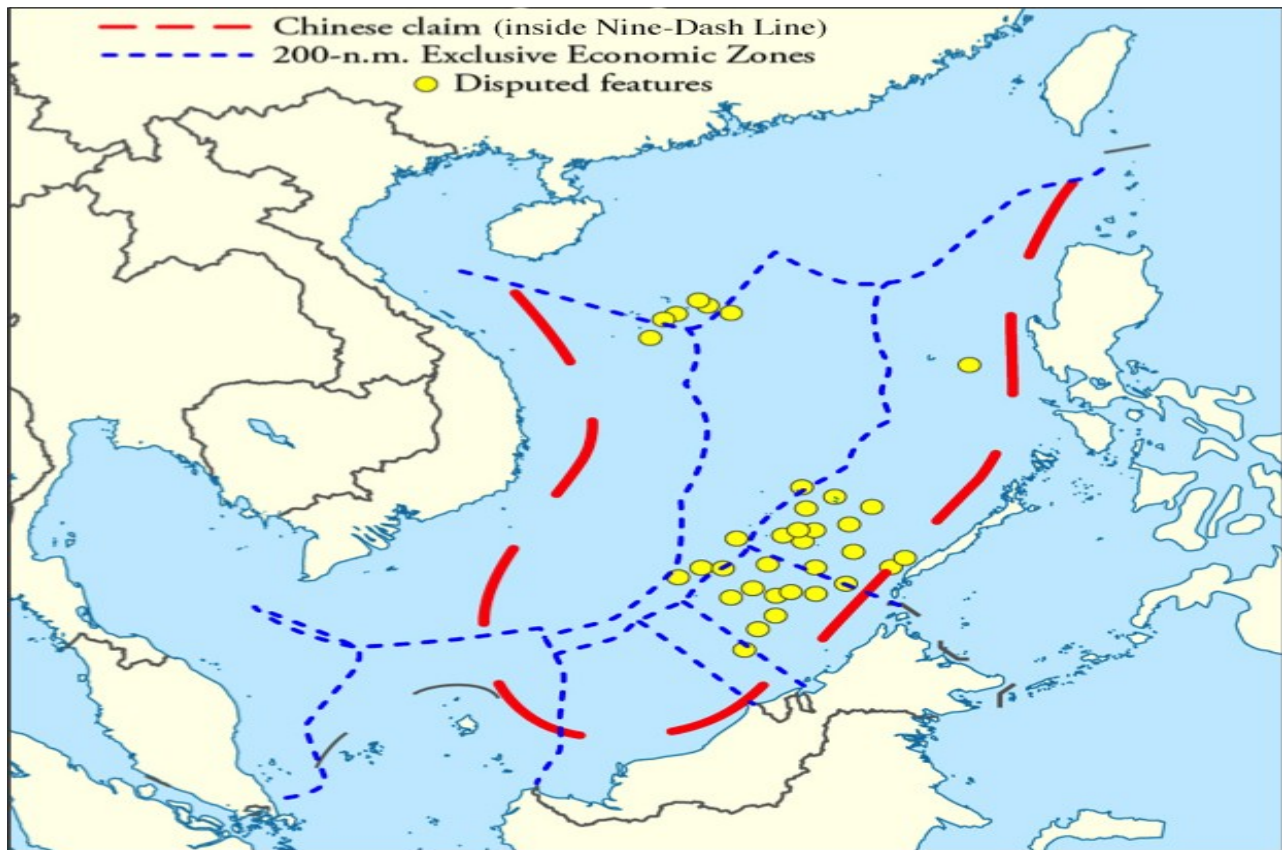 Chinese claim (inside Nine-Dash Line)
200-n.m. Exclusive Economic Zones
Disputed features